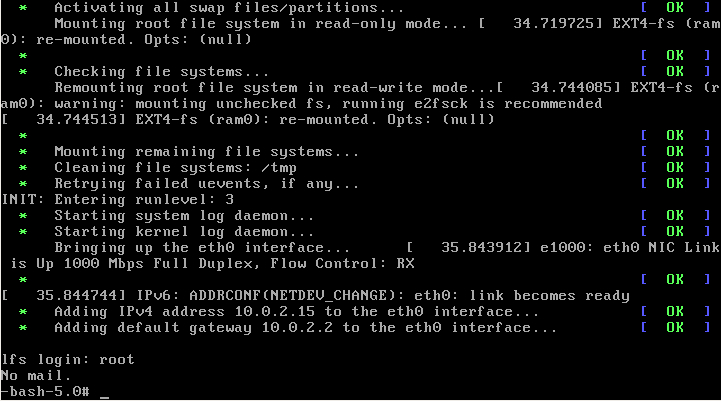 * Activating all swap files/partitions... [ OK ]
Mounting root file system in read-only mode... [ 34.719725] EXT4-fs (ram
0): re-mounted. Opts: (null)
* [ OK ]
* Checking file systems... [ OK ]
Remounting root file system in read-write mode...[ 34.744085] EXT4-fs (r
am0): warning: mounting unchecked fs, running e2fsck is recommended
[ 34.744513] EXT4-fs (ram0): re-mounted. Opts: (null)
* [ OK ]
* Mounting remaining file systems... [ OK ]
* Cleaning file systems: /tmp [ OK ]
* Retrying failed uevents, if any... [ OK ]
INIT: Entering runlevel: 3
* Starting system log daemon... [ OK ]
* Starting kernel log daemon... [ OK ]
Bringing up the eth0 interface... [ 35.843912] e1000: eth0 NIC Link
is Up 1000 Mbps Full Duplex, Flow Control: RX
* [ OK ]
[ 35.844744] IPv6: ADDRCONF(NETDEV_CHANGE): eth0: link becomes ready
* Adding IPv4 address 10.0.2.15 to the eth0 interface... [ OK ]
* Adding default gateway 10.0.2.2 to the eth0 interface... [ OK ]
lfs login: root
No mail.
-bash-5.0# _